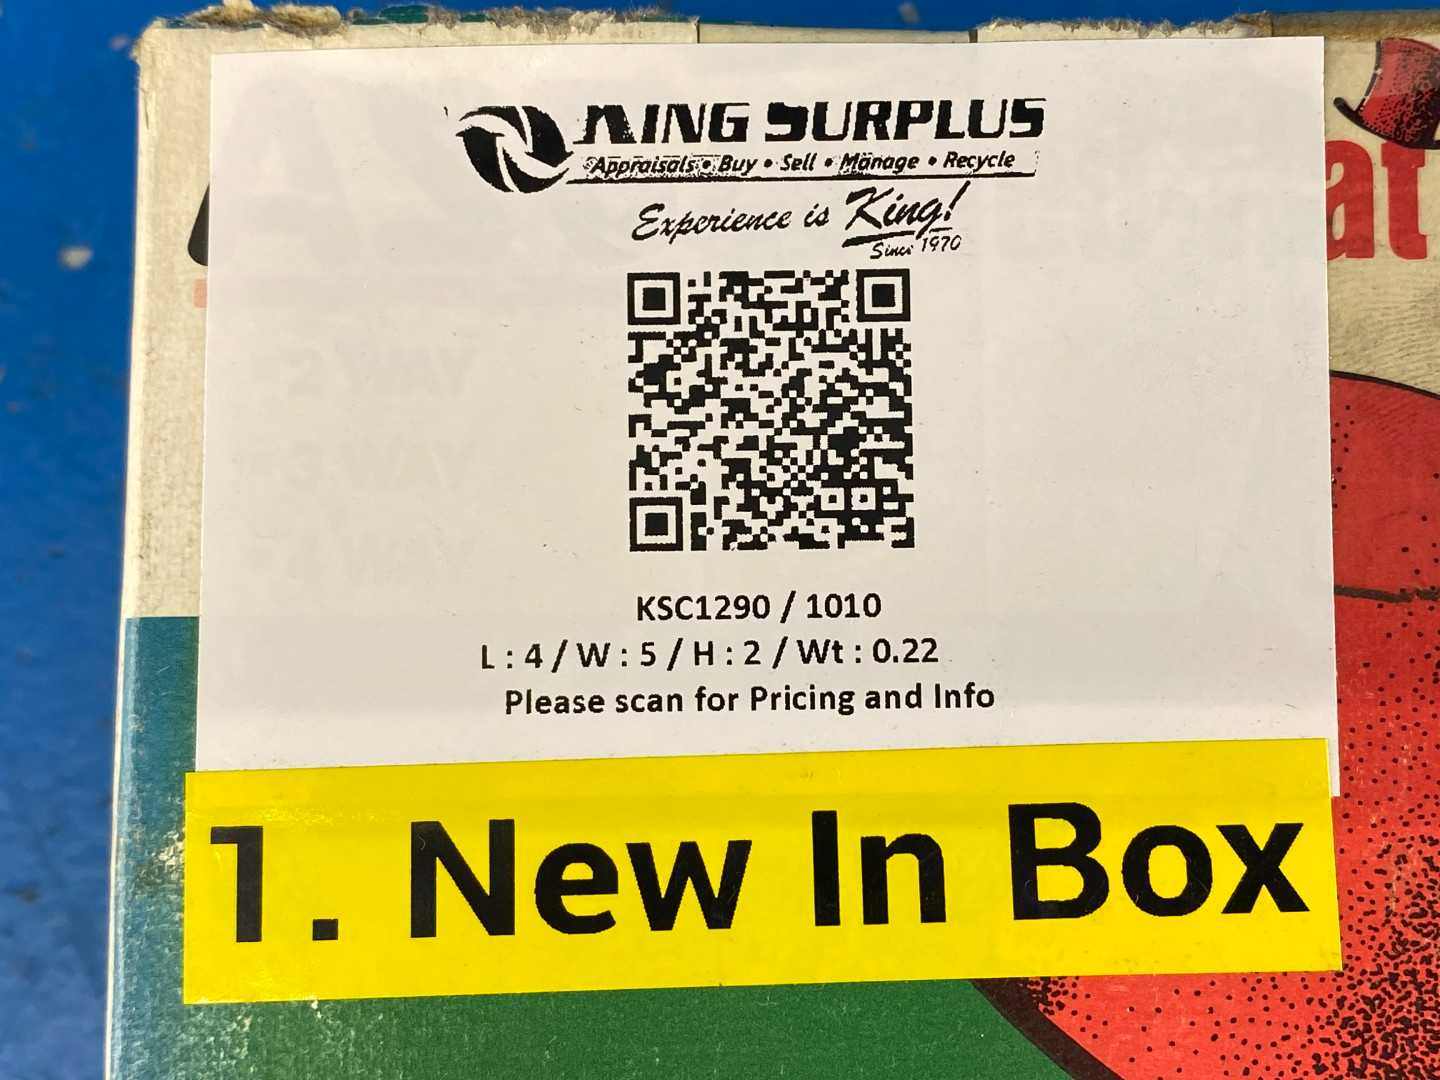 KING SURPLUS
Appraisals • Buy • Sell • Manage • Recycle
Experience is King!
Since 1970
KSC1290 / 1010
L : 4 / W : 5 / H : 2 / Wt : 0.22
Please scan for Pricing and Info
1. New In Box
at